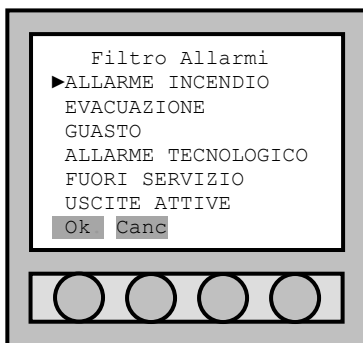 Filtro Allarmi
►ALLARME INCENDIO
EVACUAZIONE
GUASTO
ALLARME TECNOLOGICO
FUORI SERVIZIO
USCITE ATTIVE
Ok Canc